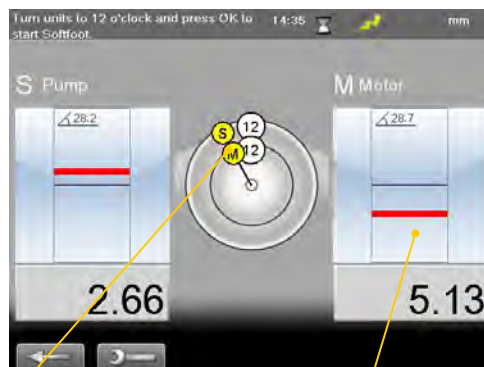 Turn units to 12 o'clock and press OK to
start Softfoot.
14:35
mm
S Pump
M Motor
28.2
28.7
S
12
M
12
2.66
5.13